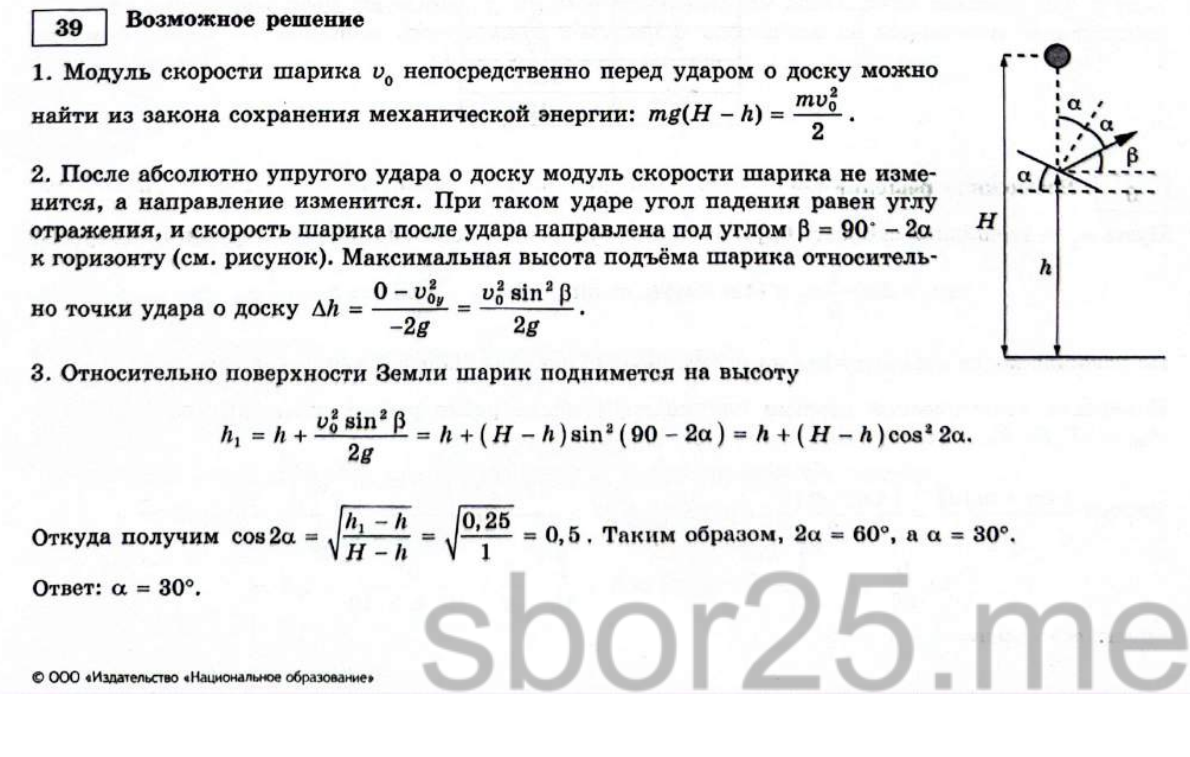 39 Возможное решение
1. Модуль скорости шарика v₀ непосредственно перед ударом о доску можно
найти из закона сохранения механической энергии: mg(H − h) = mv₀²/2 .
2. После абсолютно упругого удара о доску модуль скорости шарика не изме-
нится, а направление изменится. При таком ударе угол падения равен углу
отражения, и скорость шарика после удара направлена под углом β = 90° − 2α
к горизонту (см. рисунок). Максимальная высота подъёма шарика относитель-
но точки удара о доску Δh = (0 − v₀ᵧ²)/(−2g) = v₀² sin² β/2g .
3. Относительно поверхности Земли шарик поднимется на высоту
h₁ = h + v₀² sin² β/2g = h + (H − h) sin² (90 − 2α) = h + (H − h) cos² 2α.
Откуда получим cos 2α = √((h₁ − h)/(H − h)) = √(0,25/1) = 0,5 . Таким образом, 2α = 60°, а α = 30°.
Ответ: α = 30°.
© ООО «Издательство «Национальное образование»
α
α
β
α
H
h
sbor25.me